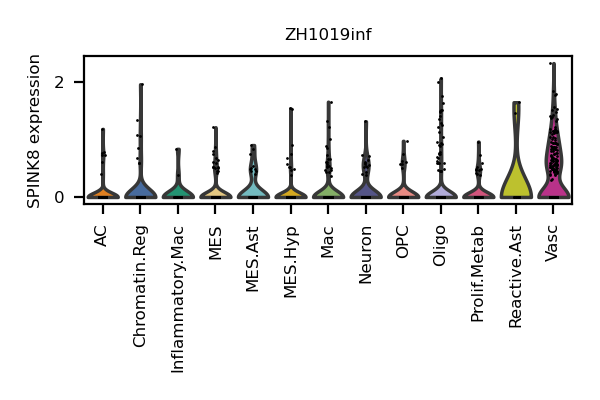 ZH1019inf
SPINK8 expression
2
0
AC
Chromatin.Reg
Inflammatory.Mac
MES
MES.Ast
MES.Hyp
Mac
Neuron
OPC
Oligo
Prolif.Metab
Reactive.Ast
Vasc